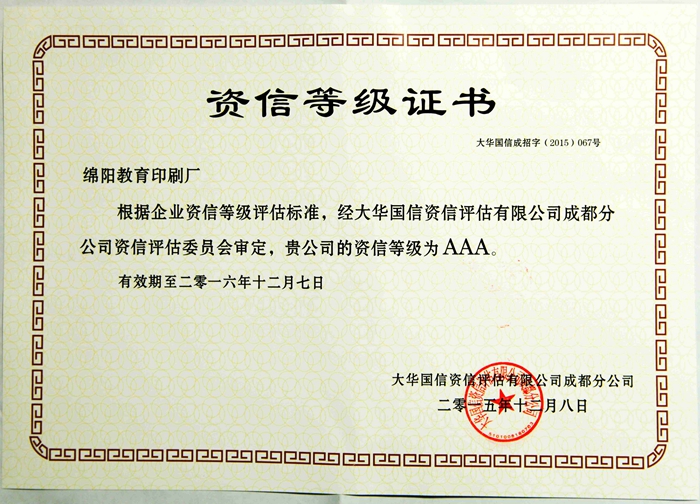 资信等级证书
大华国信成招字（2015）067号
绵阳教育印刷厂
根据企业资信等级评估标准，经大华国信资信评估有限公司成都分
公司资信评估委员会审定，贵公司的资信等级为AAA。
有效期至二零一六年十二月七日
大华国信资信评估有限公司成都分公司
二零一五年十二月八日